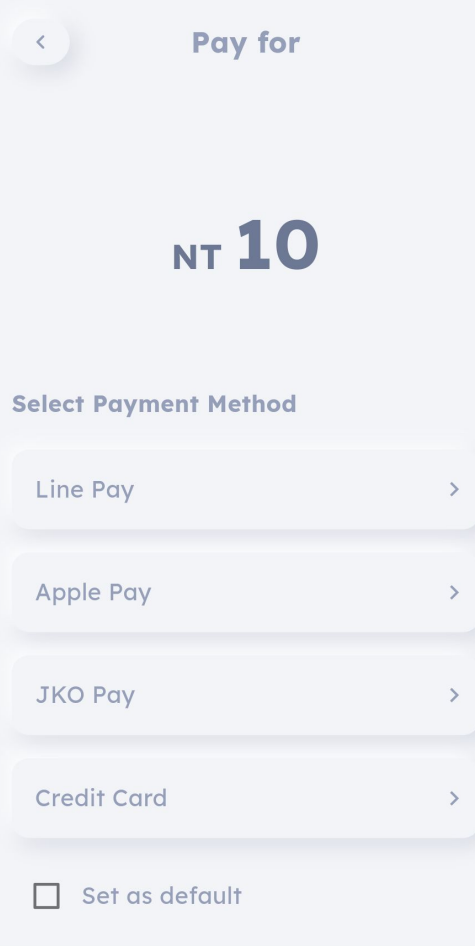 Pay for
NT 10
Select Payment Method
Line Pay
Apple Pay
JKO Pay
Credit Card
Set as default